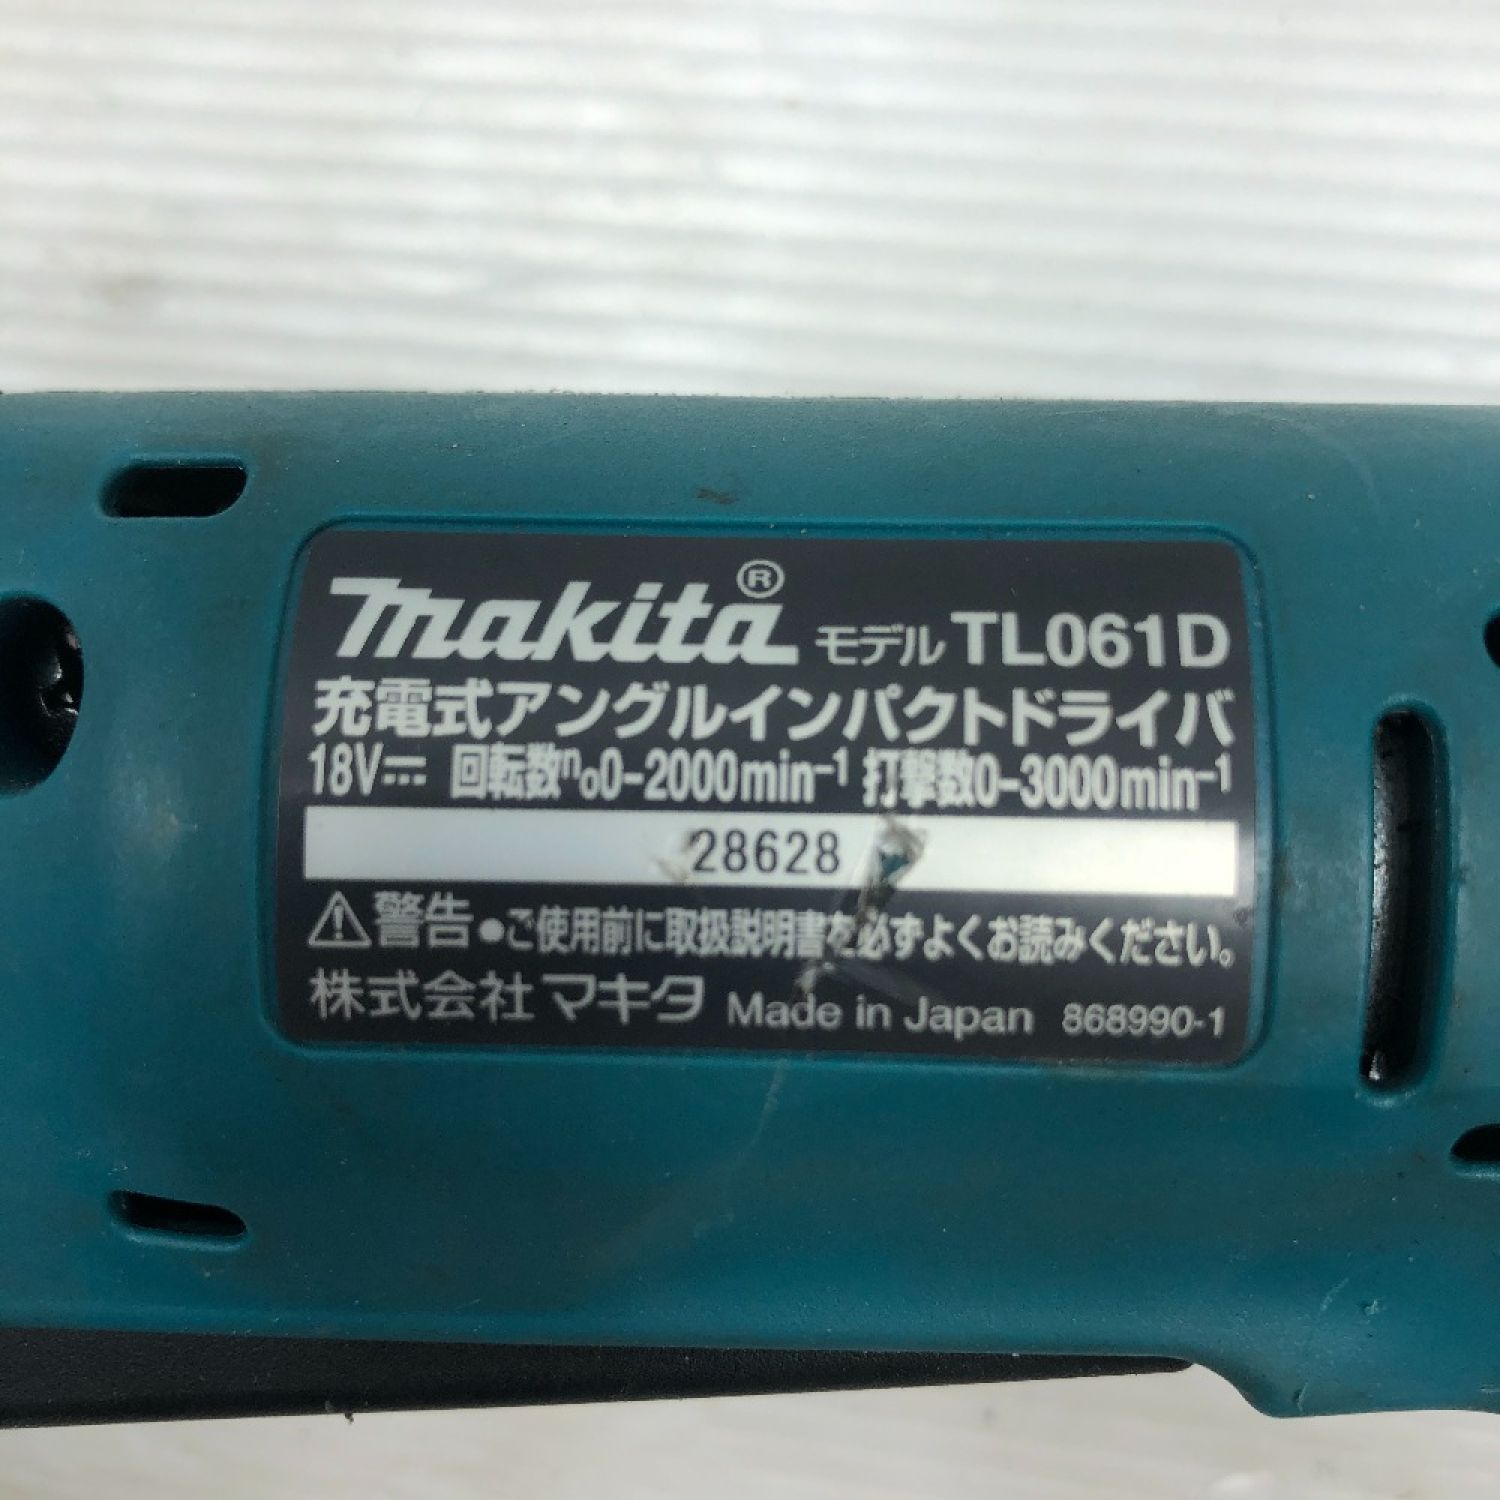 makita® モデル TL061D
充電式アングルインパクトドライバ
18V⎓ 回転数n₀0-2000min⁻¹ 打撃数0-3000min⁻¹
28628
⚠警告 ●ご使用前に取扱説明書を必ずよくお読みください。
株式会社マキタ Made in Japan 868990-1